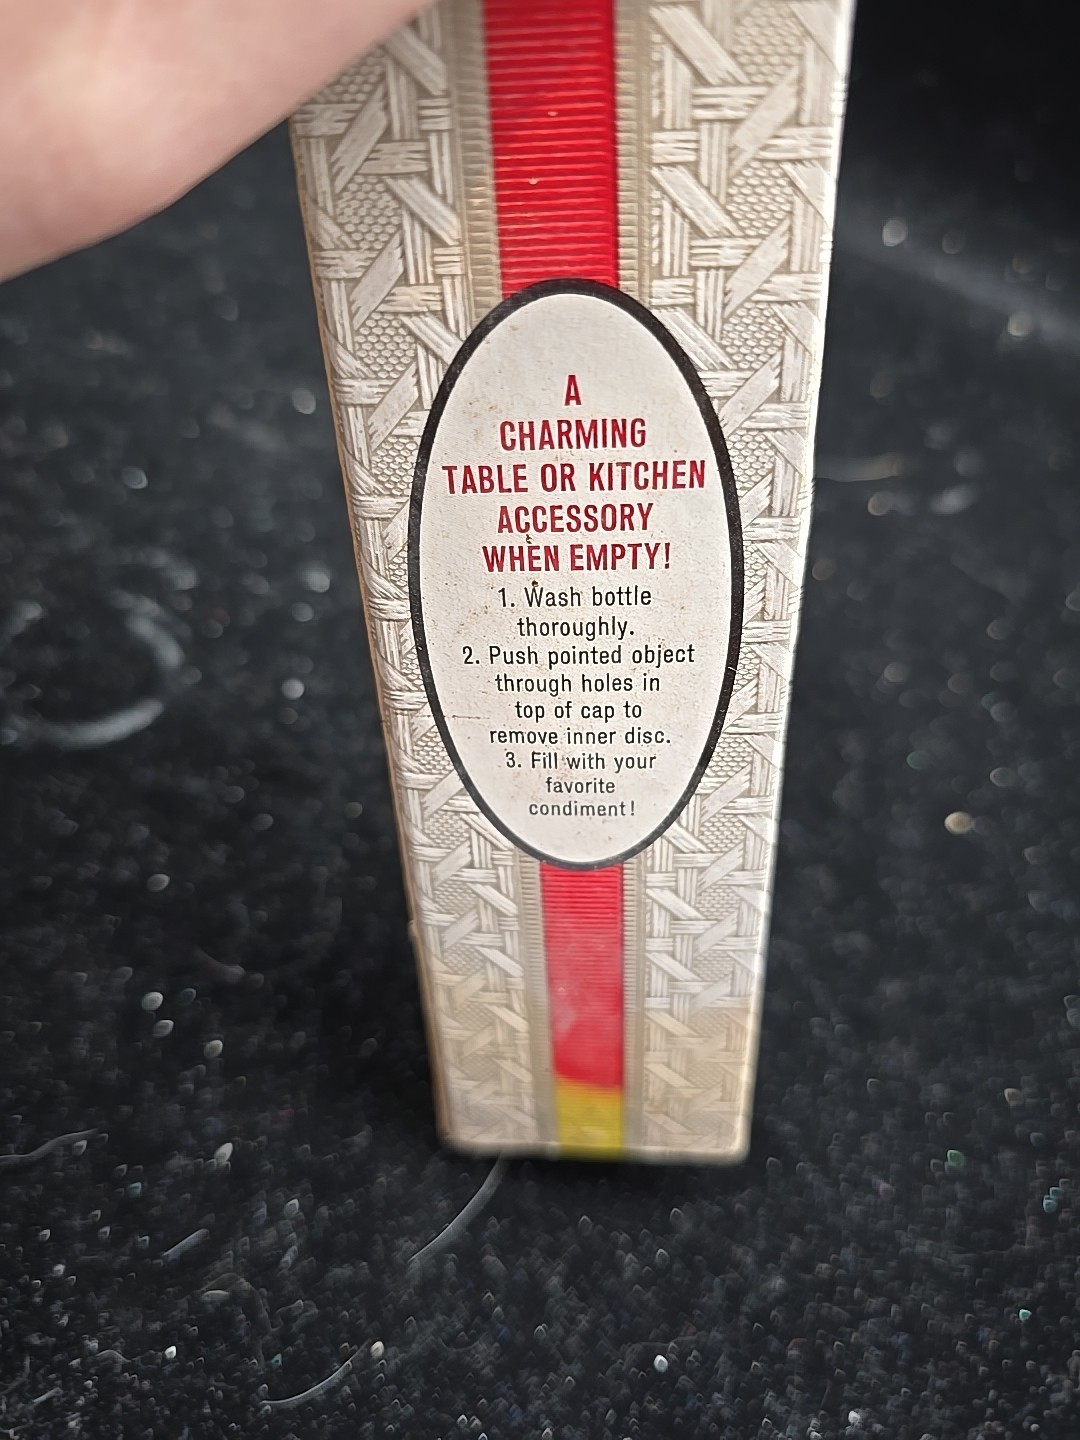 A
CHARMING
TABLE OR KITCHEN
ACCESSORY
WHEN EMPTY!
1. Wash bottle
thoroughly.
2. Push pointed object
through holes in
top of cap to
remove inner disc.
3. Fill with your
favorite
condiment!